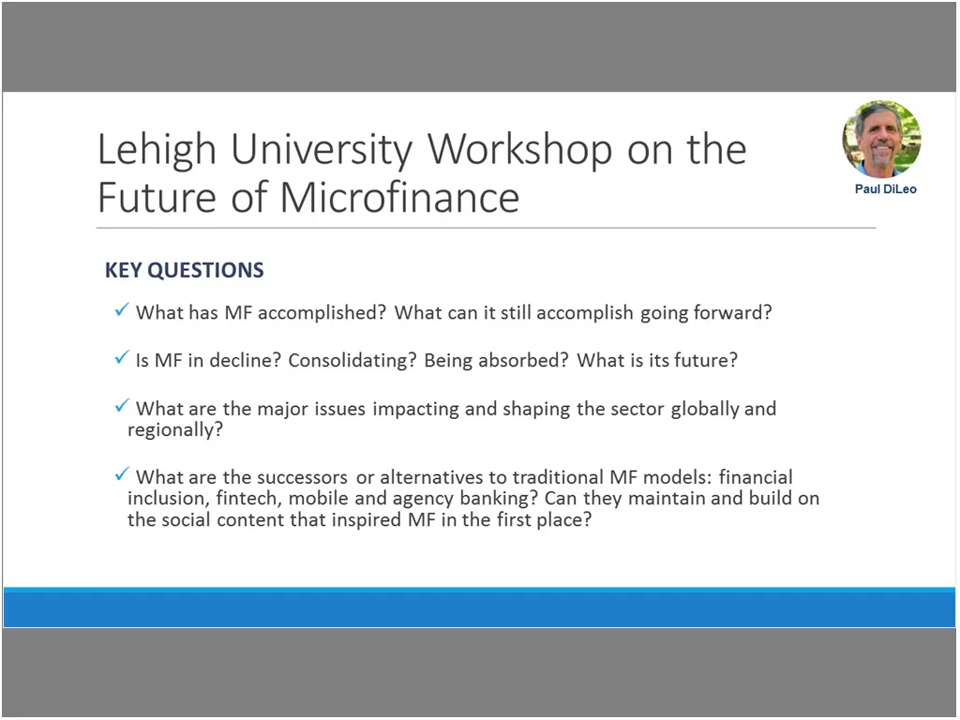 Lehigh University Workshop on the
Future of Microfinance
Paul DiLeo
KEY QUESTIONS
What has MF accomplished? What can it still accomplish going forward?
Is MF in decline? Consolidating? Being absorbed? What is its future?
What are the major issues impacting and shaping the sector globally and
regionally?
What are the successors or alternatives to traditional MF models: financial
inclusion, fintech, mobile and agency banking? Can they maintain and build on
the social content that inspired MF in the first place?